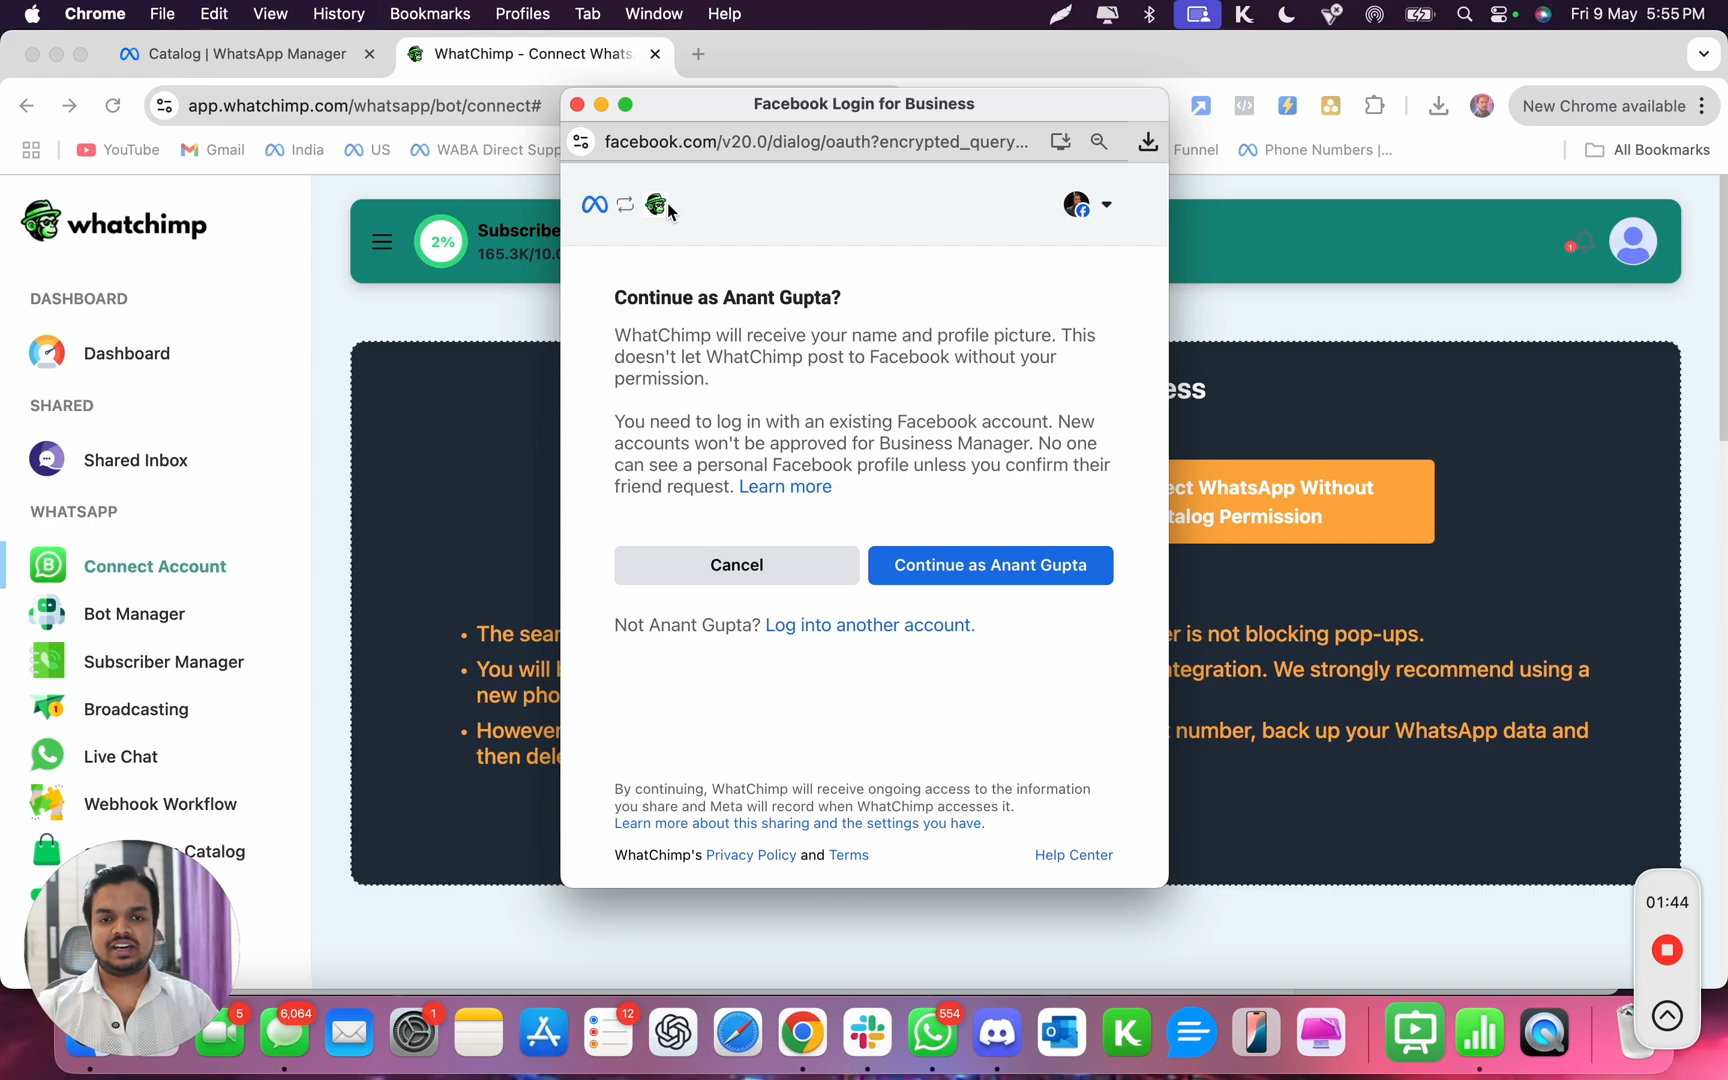 Chrome File Edit View History Bookmarks Profiles Tab Window Help Fri 9 May 5:55 PM
Catalog | WhatsApp Manager
WhatChimp - Connect Whats
app.whatchimp.com/whatsapp/bot/connect#
New Chrome available
YouTube Gmail India US WABA Direct Supp Funnel Phone Numbers |... All Bookmarks
Facebook Login for Business
facebook.com/v20.0/dialog/oauth?encrypted_query...
whatchimp
2%
Subscribe
165.3K/10.0
1
DASHBOARD
Dashboard
SHARED
Shared Inbox
WHATSAPP
Connect Account
Bot Manager
Subscriber Manager
1
Broadcasting
Live Chat
Webhook Workflow
Catalog
Continue as Anant Gupta?
WhatChimp will receive your name and profile picture. This
doesn't let WhatChimp post to Facebook without your
permission.
You need to log in with an existing Facebook account. New
accounts won't be approved for Business Manager. No one
can see a personal Facebook profile unless you confirm their
friend request. Learn more
Cancel
Continue as Anant Gupta
Not Anant Gupta? Log into another account.
By continuing, WhatChimp will receive ongoing access to the information
you share and Meta will record when WhatChimp accesses it.
Learn more about this sharing and the settings you have.
WhatChimp's Privacy Policy and Terms
Help Center
ess
ect WhatsApp Without
talog Permission
• The sear
er is not blocking pop-ups.
• You will b
tegration. We strongly recommend using a
new pho
• However
t number, back up your WhatsApp data and
then dele
01:44
5
6,064
1
12
554